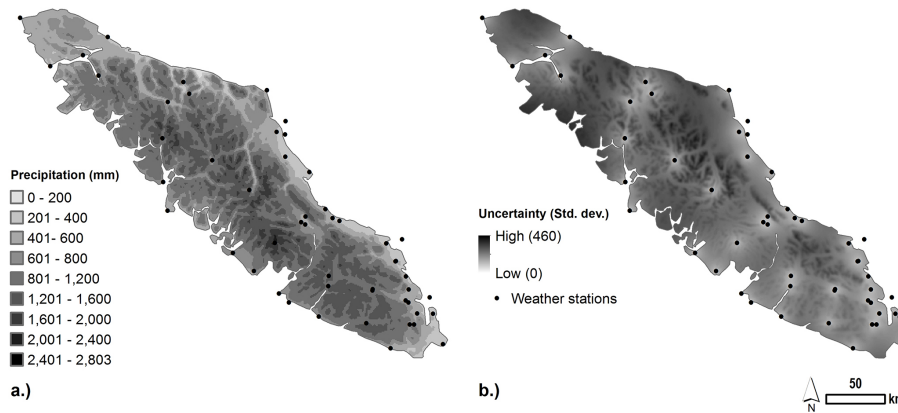 Precipitation (mm)
0 - 200
201 - 400
401- 600
601 - 800
801 - 1,200
1,201 - 1,600
1,601 - 2,000
2,001 - 2,400
2,401 - 2,803
a.)
Uncertainty (Std. dev.)
High (460)
Low (0)
Weather stations
b.)
N
50